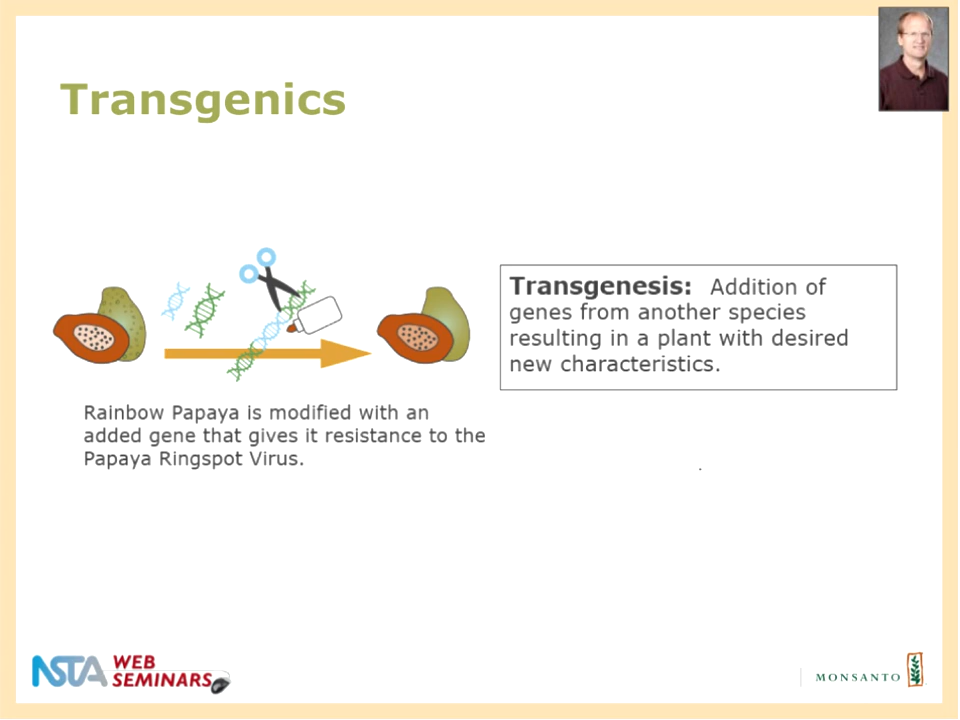 Transgenics
Transgenesis: Addition of
genes from another species
resulting in a plant with desired
new characteristics.
Rainbow Papaya is modified with an
added gene that gives it resistance to the
Papaya Ringspot Virus.
NSTA WEB
SEMINARS
MONSANTO